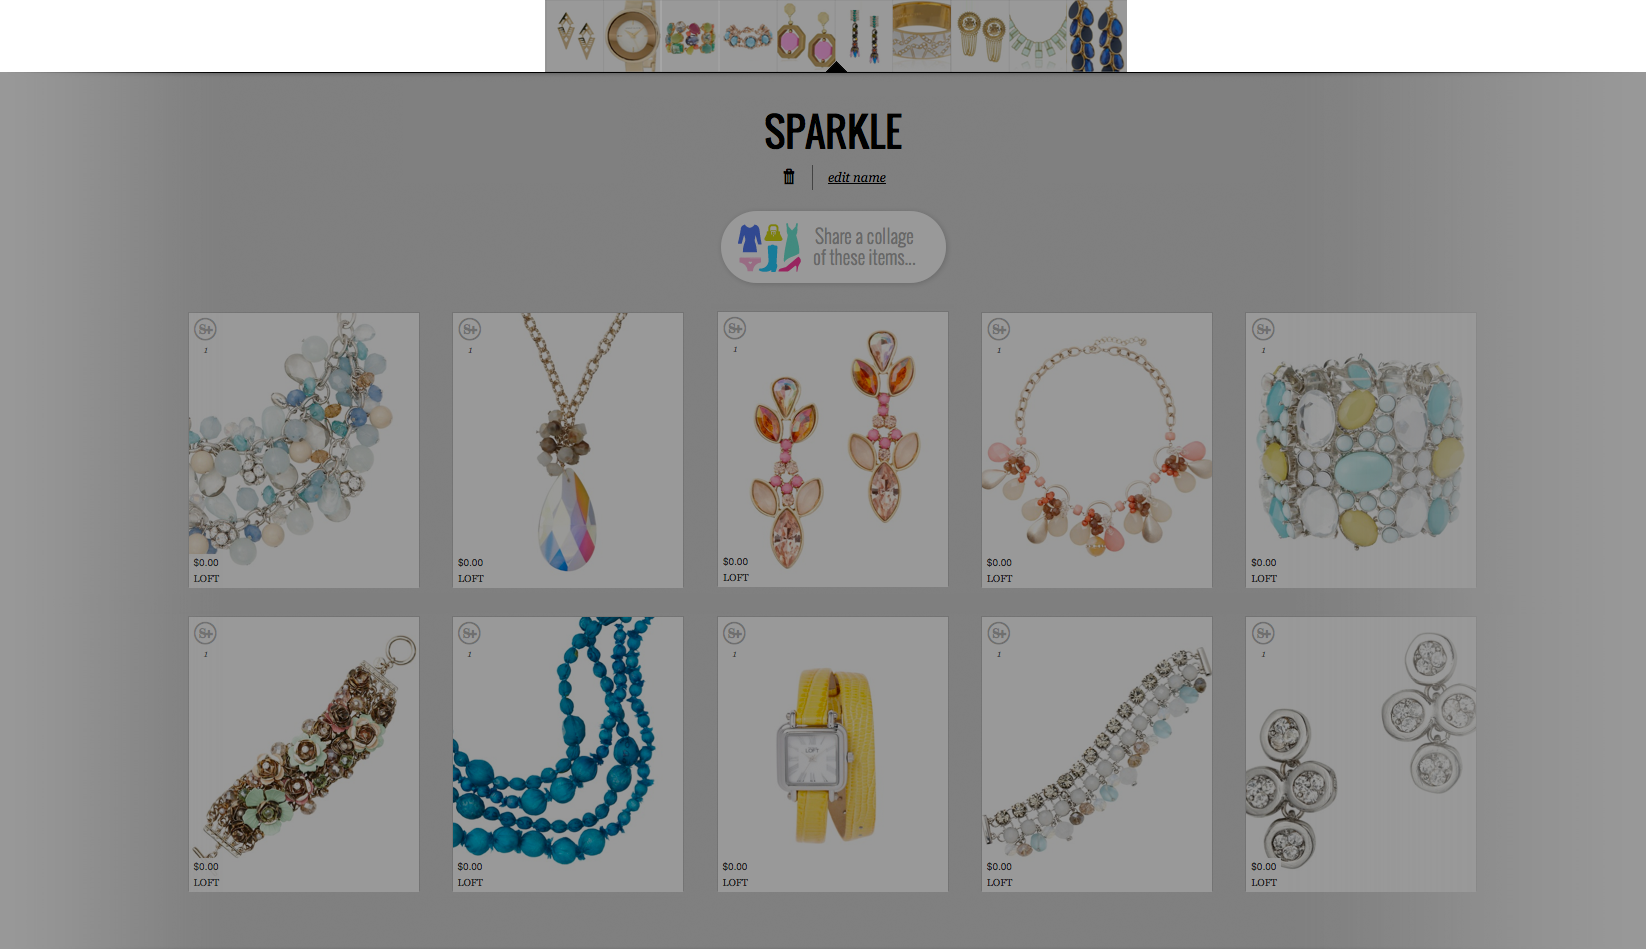 SPARKLE
edit name
Share a collage
of these items...
S+
1
$0.00
LOFT
S+
1
$0.00
LOFT
S+
1
$0.00
LOFT
S+
1
$0.00
LOFT
S+
1
$0.00
LOFT
S+
1
$0.00
LOFT
S+
1
$0.00
LOFT
S+
1
LOFT
$0.00
LOFT
S+
1
$0.00
LOFT
S+
1
$0.00
LOFT